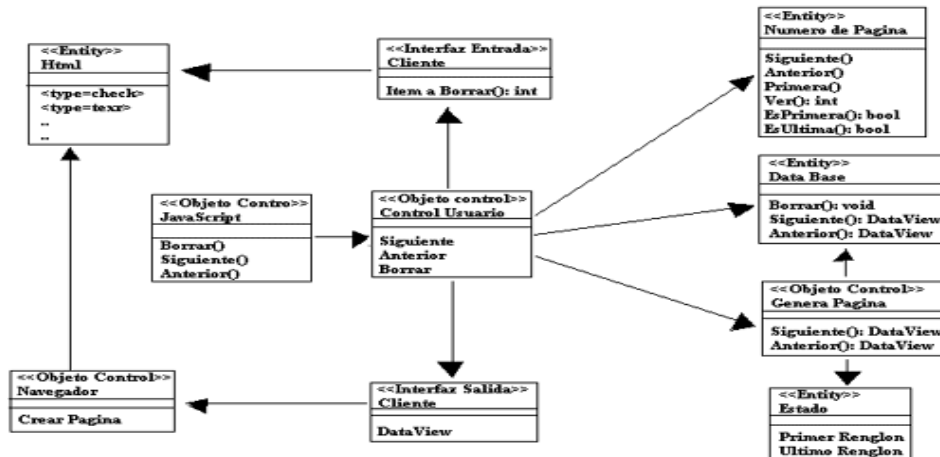 <<Entity>>
Html
<type=check>
<type=texr>
..
..
<<Interfaz Entrada>>
Cliente
Item a Borrar(): int
<<Entity>>
Numero de Pagina
Siguiente()
Anterior()
Primera()
Ver(): int
EsPrimera(): bool
EsUltima(): bool
<<Objeto Contro>>
JavaScript
Borrar()
Siguiente()
Anterior()
<<Objeto control>>
Control Usuario
Siguiente
Anterior
Borrar
<<Entity>>
Data Base
Borrar(): void
Siguiente(): DataView
Anterior(): DataView
<<Objeto Control>>
Genera Pagina
Siguiente(): DataView
Anterior(): DataView
<<Objeto Control>>
Navegador
Crear Pagina
<<Interfaz Salida>>
Cliente
DataView
<<Entity>>
Estado
Primer Renglon
Ultimo Renglon